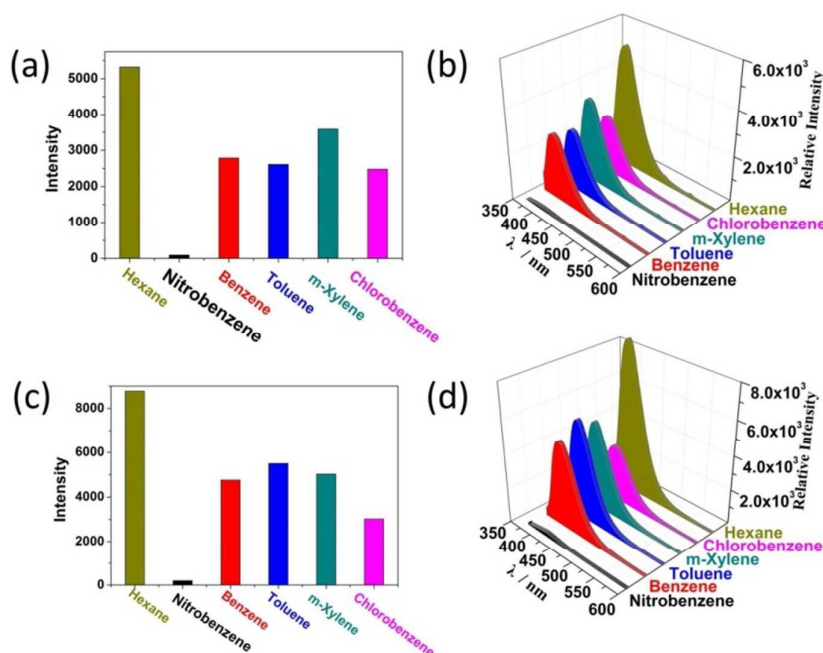 (a)
Intensity
5000
4000
3000
2000
1000
0
Hexane
Nitrobenzene
Benzene
Toluene
m-Xylene
Chlorobenzene
(b)
6.0x10³
4.0x10³
2.0x10³
Relative Intensity
350
400
450
500
550
600
λ / nm
Hexane
Chlorobenzene
m-Xylene
Toluene
Benzene
Nitrobenzene
(c)
Intensity
8000
6000
4000
2000
0
Hexane
Nitrobenzene
Benzene
Toluene
m-Xylene
Chlorobenzene
(d)
8.0x10³
6.0x10³
4.0x10³
2.0x10³
Relative Intensity
350
400
450
500
550
600
λ / nm
Hexane
Chlorobenzene
m-Xylene
Toluene
Benzene
Nitrobenzene